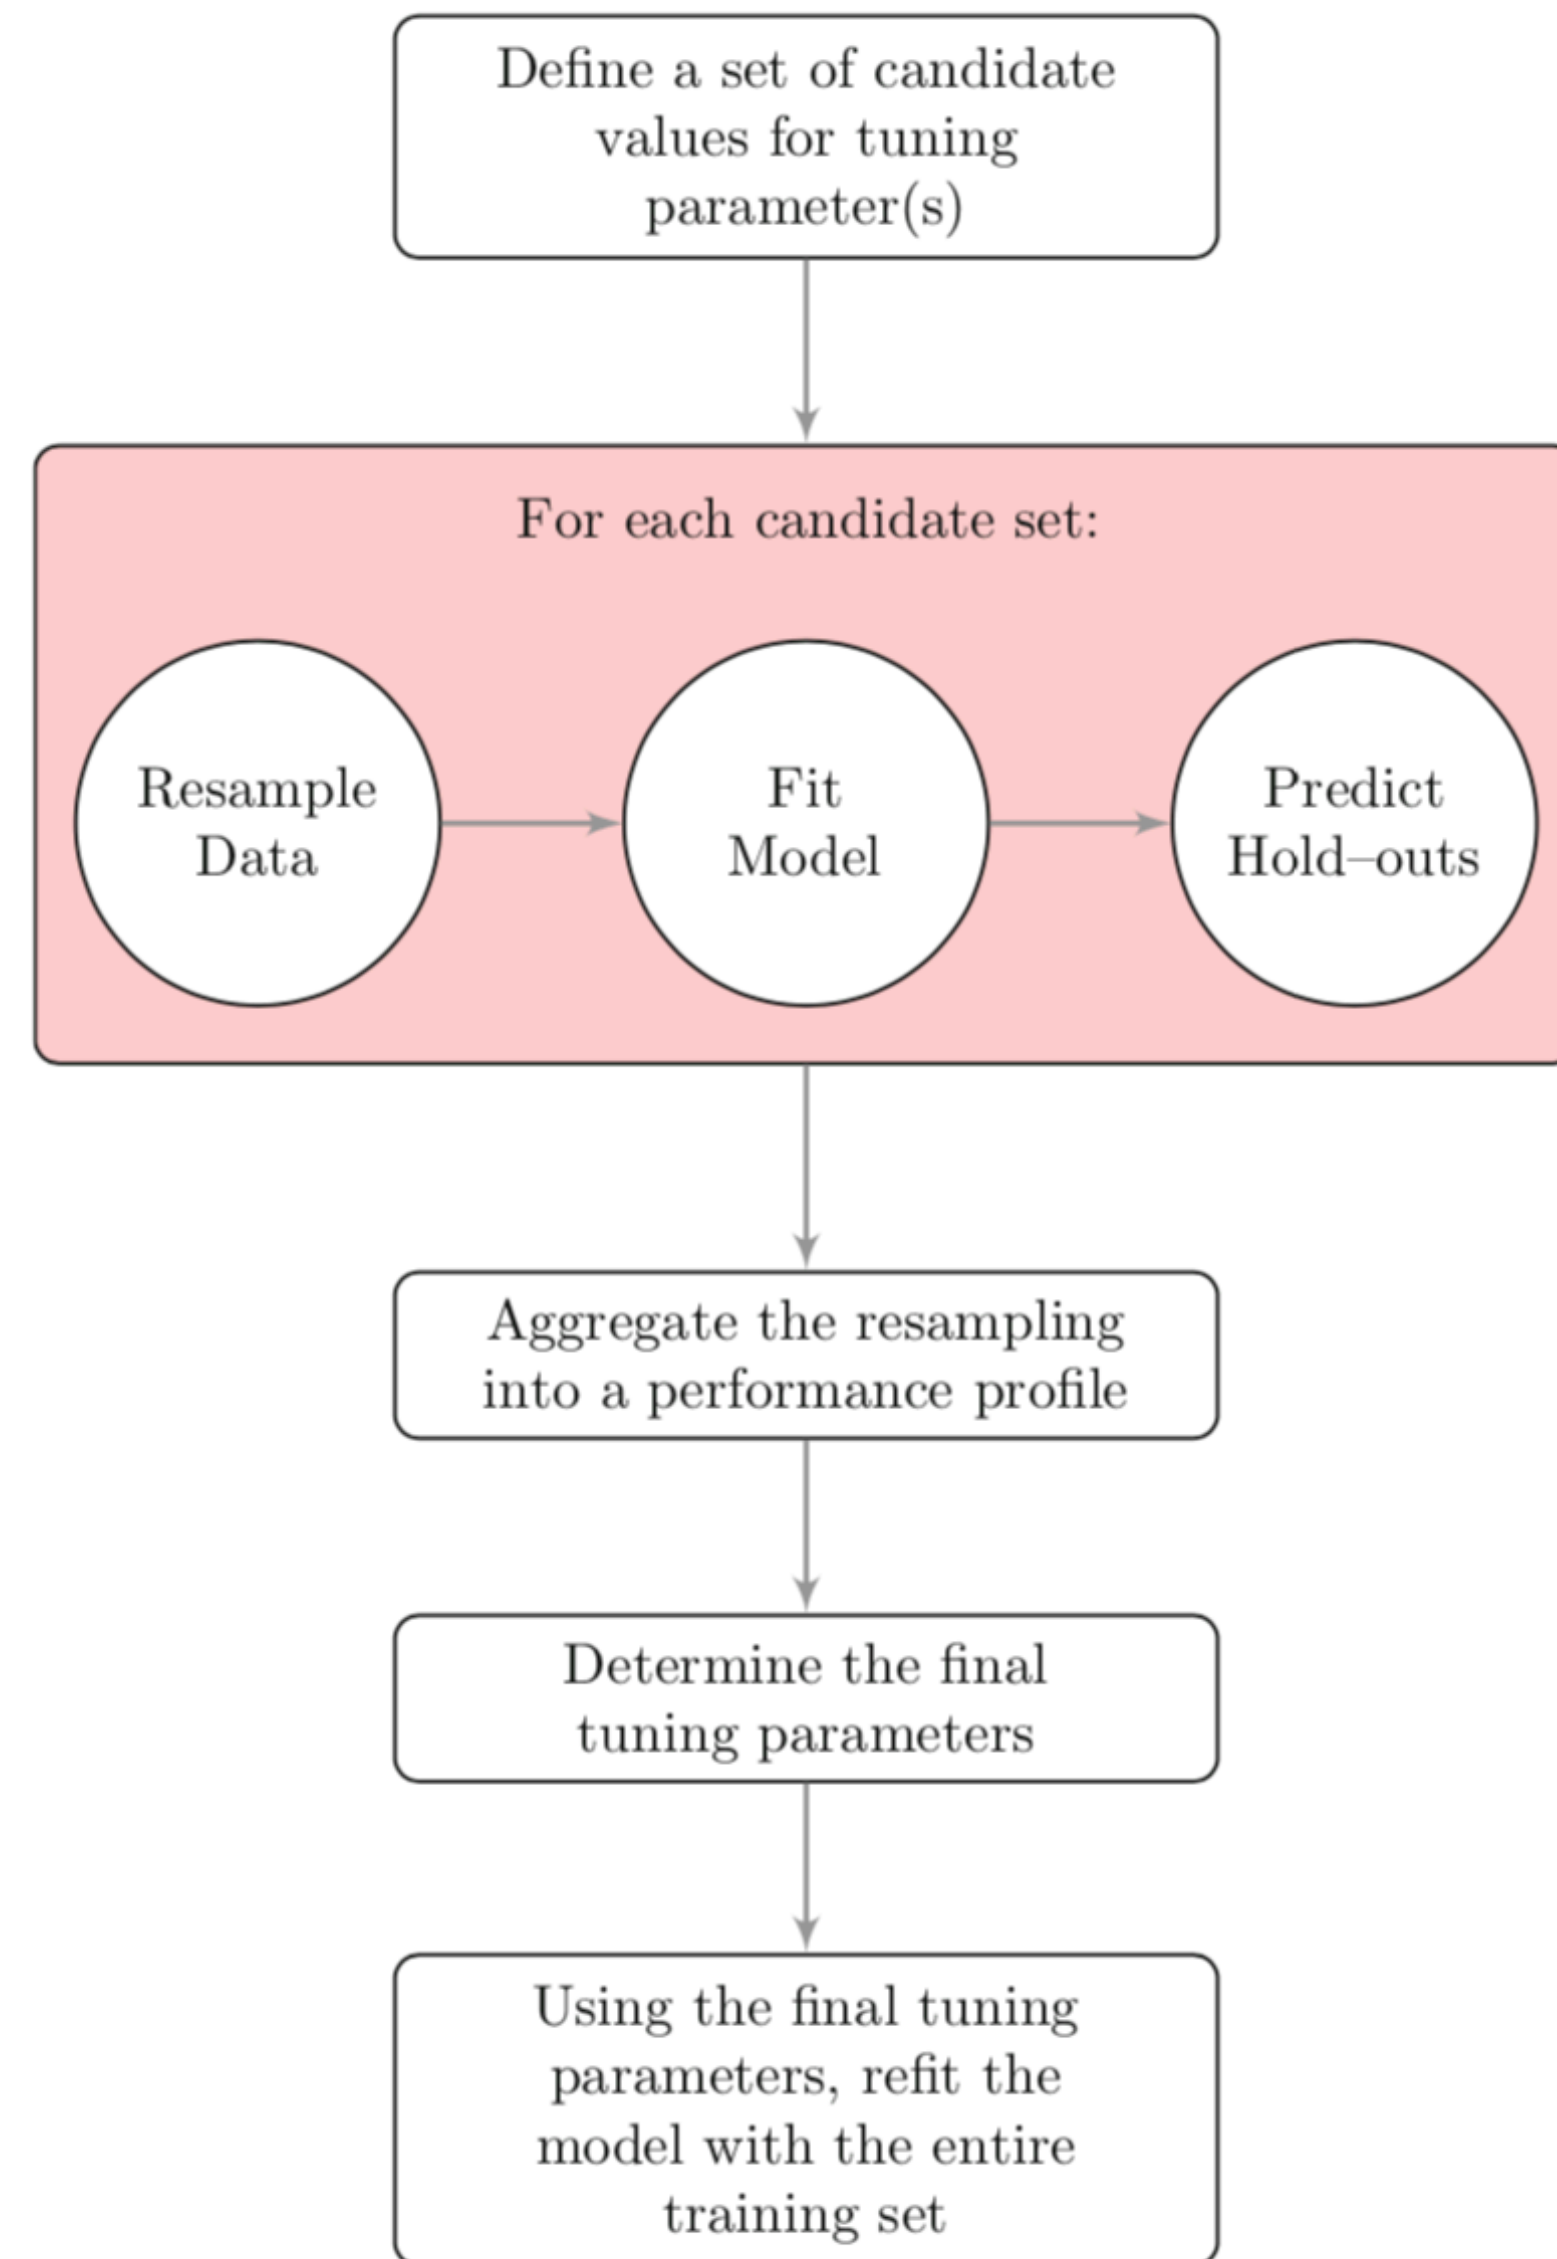 Define a set of candidate
values for tuning
parameter(s)
For each candidate set:
Resample
Data
Fit
Model
Predict
Hold–outs
Aggregate the resampling
into a performance profile
Determine the final
tuning parameters
Using the final tuning
parameters, refit the
model with the entire
training set